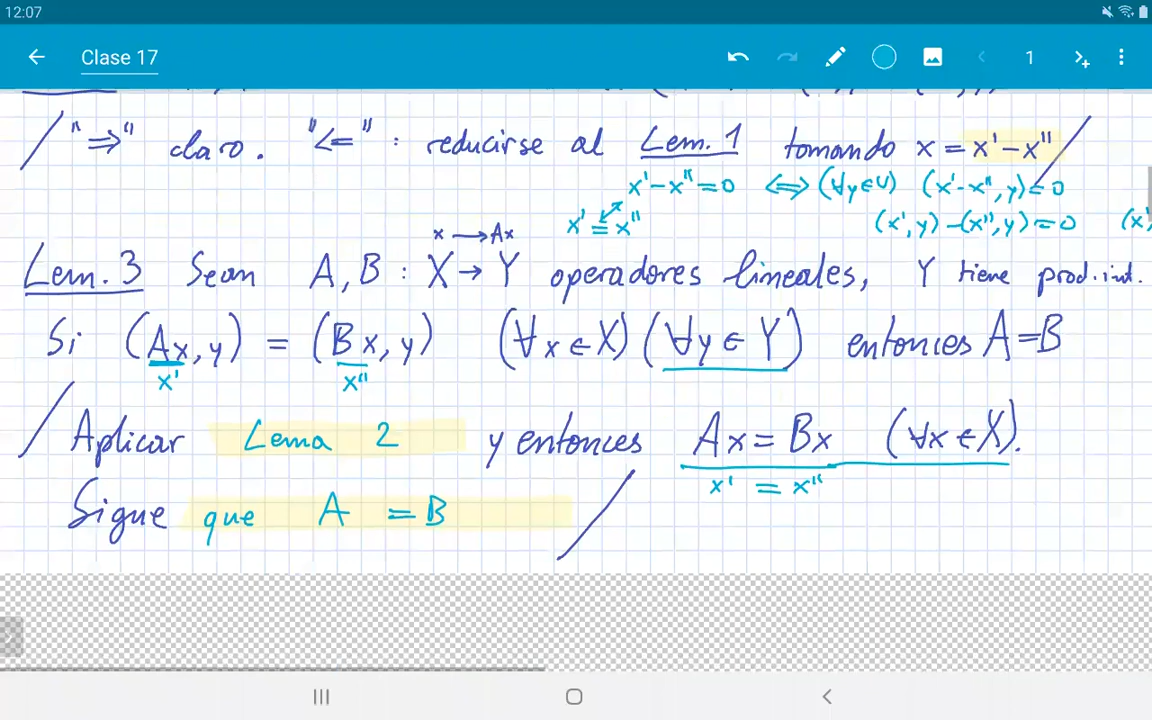 12:07
Clase 17
1
"⇒" claro. "⇐" : reducirse al Lem. 1 tomando x = x' - x''
x' - x'' = 0 ⟺ (∀y∈U) (x' - x'', y) = 0
x' = x'' (x', y) - (x'', y) = 0 (x',
x → Ax
Lem. 3 Sean A, B : X → Y operadores lineales, Y tiene prod. int.
Si (Ax, y) = (Bx, y) (∀x ∈ X) (∀y ∈ Y) entonces A = B
x' x''
Aplicar Lema 2 y entonces Ax = Bx (∀x ∈ X).
x' = x''
Sigue que A = B